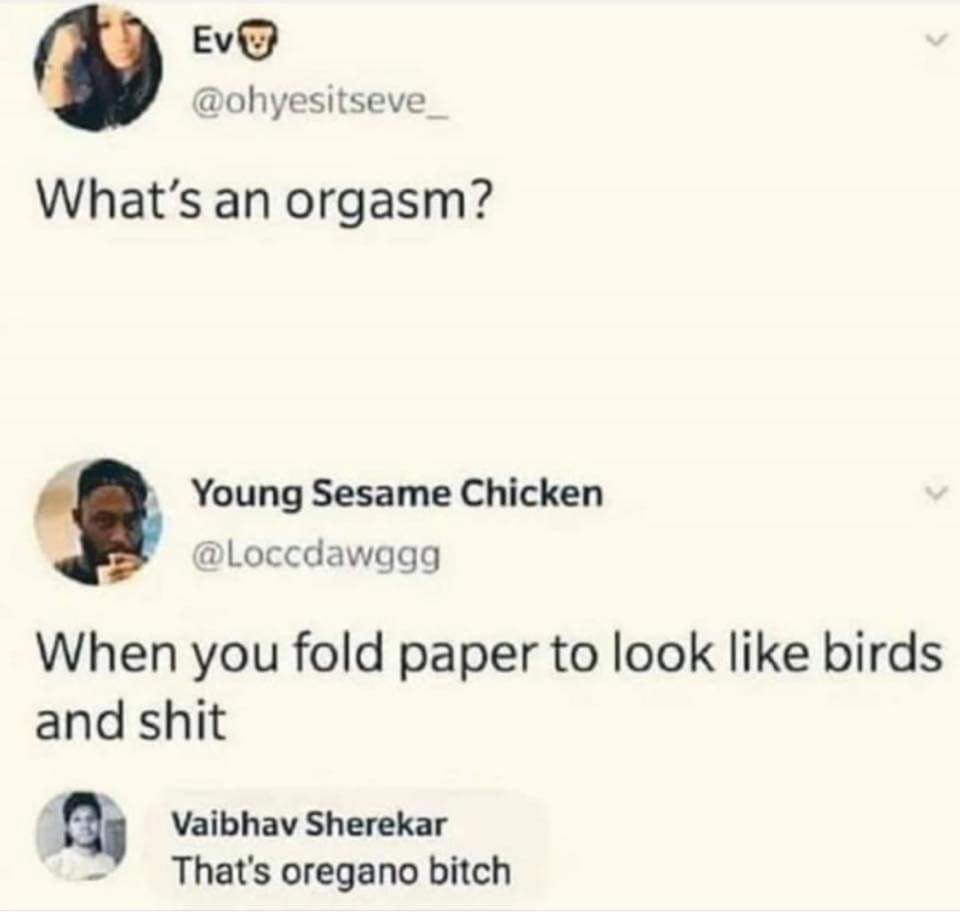 Ev
@ohyesitseve_
What's an orgasm?
Young Sesame Chicken
@Loccdawggg
When you fold paper to look like birds
and shit
Vaibhav Sherekar
That's oregano bitch